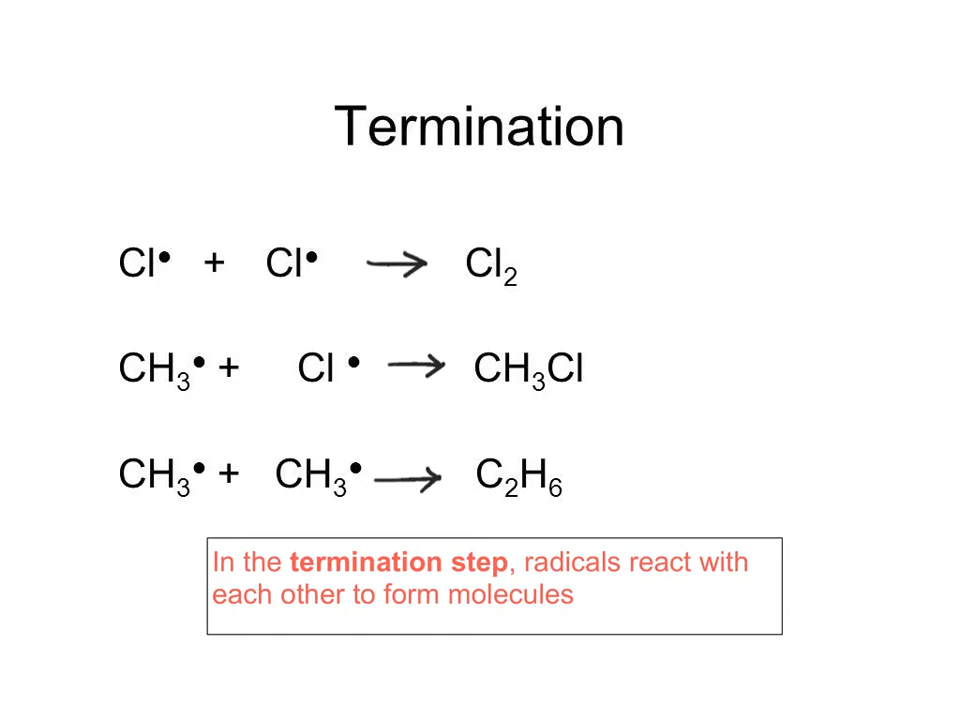 Termination
Cl• + Cl• → Cl₂
CH₃• + Cl • → CH₃Cl
CH₃• + CH₃• → C₂H₆
In the termination step, radicals react with
each other to form molecules